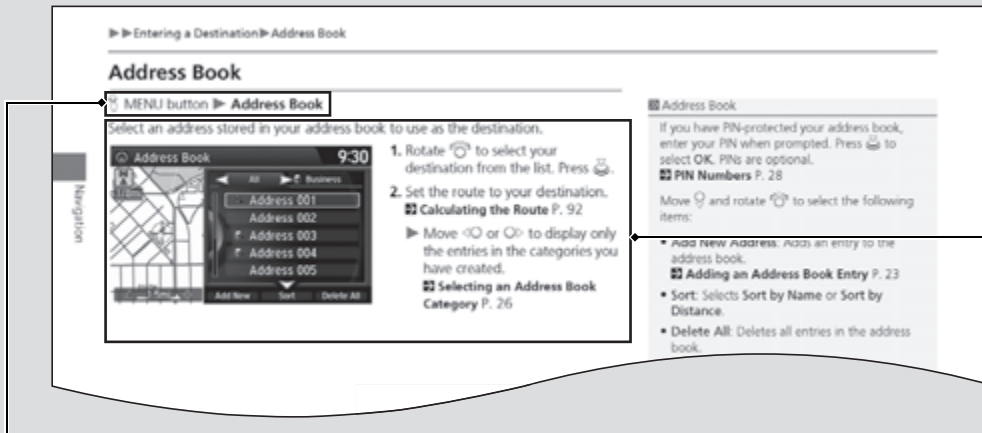 Entering a Destination Address Book
Address Book
MENU button Address Book
Select an address stored in your address book to use as the destination.
Address Book 9:30
All Business
Address 001
Address 002
Address 003
Address 004
Address 005
Add New Sort Delete All
1. Rotate to select your
destination from the list. Press .
2. Set the route to your destination.
Calculating the Route P. 92
Move or to display only
the entries in the categories you
have created.
Selecting an Address Book
Category P. 26
Navigation
Address Book
If you have PIN-protected your address book,
enter your PIN when prompted. Press to
select OK. PINs are optional.
PIN Numbers P. 28
Move and rotate to select the following
items:
• Add New Address: Adds an entry to the
address book.
Adding an Address Book Entry P. 23
• Sort: Selects Sort by Name or Sort by
Distance.
• Delete All: Deletes all entries in the address
book.